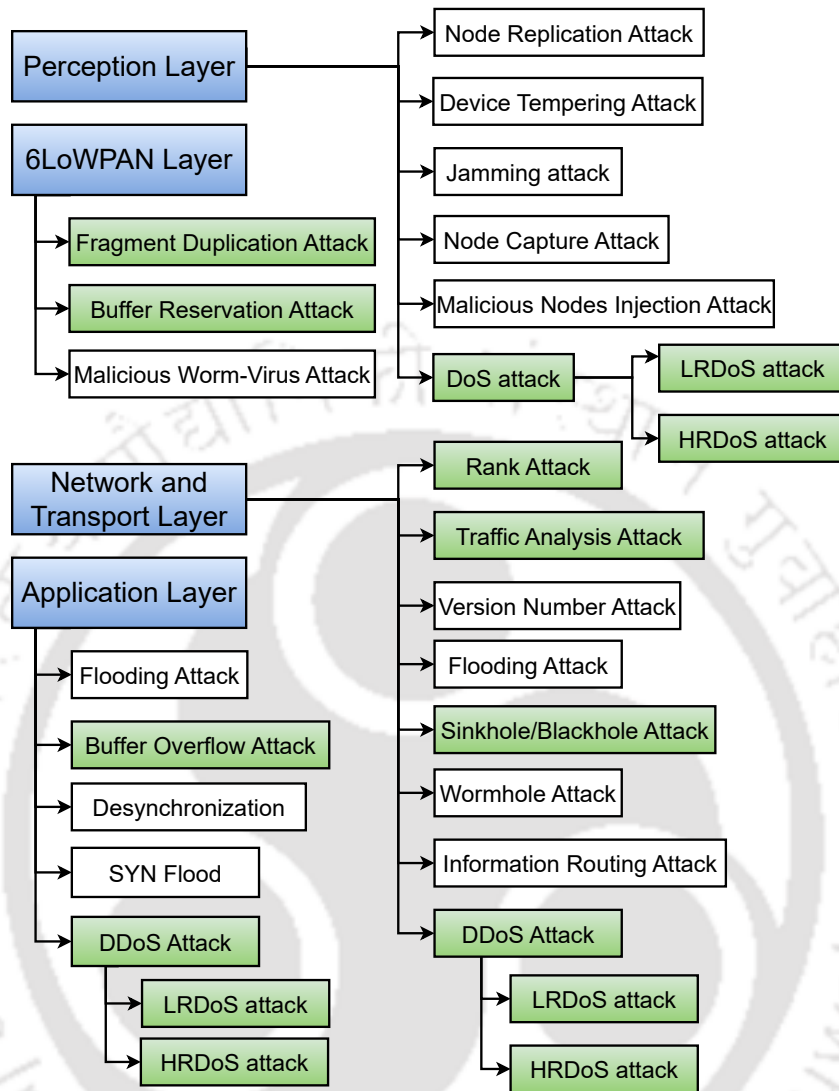 Perception Layer
Node Replication Attack
Device Tempering Attack
Jamming attack
Node Capture Attack
Malicious Nodes Injection Attack
DoS attack
LRDoS attack
HRDoS attack
6LoWPAN Layer
Fragment Duplication Attack
Buffer Reservation Attack
Malicious Worm-Virus Attack
Network and
Transport Layer
Rank Attack
Traffic Analysis Attack
Version Number Attack
Flooding Attack
Sinkhole/Blackhole Attack
Wormhole Attack
Information Routing Attack
DDoS Attack
LRDoS attack
HRDoS attack
Application Layer
Flooding Attack
Buffer Overflow Attack
Desynchronization
SYN Flood
DDoS Attack
LRDoS attack
HRDoS attack